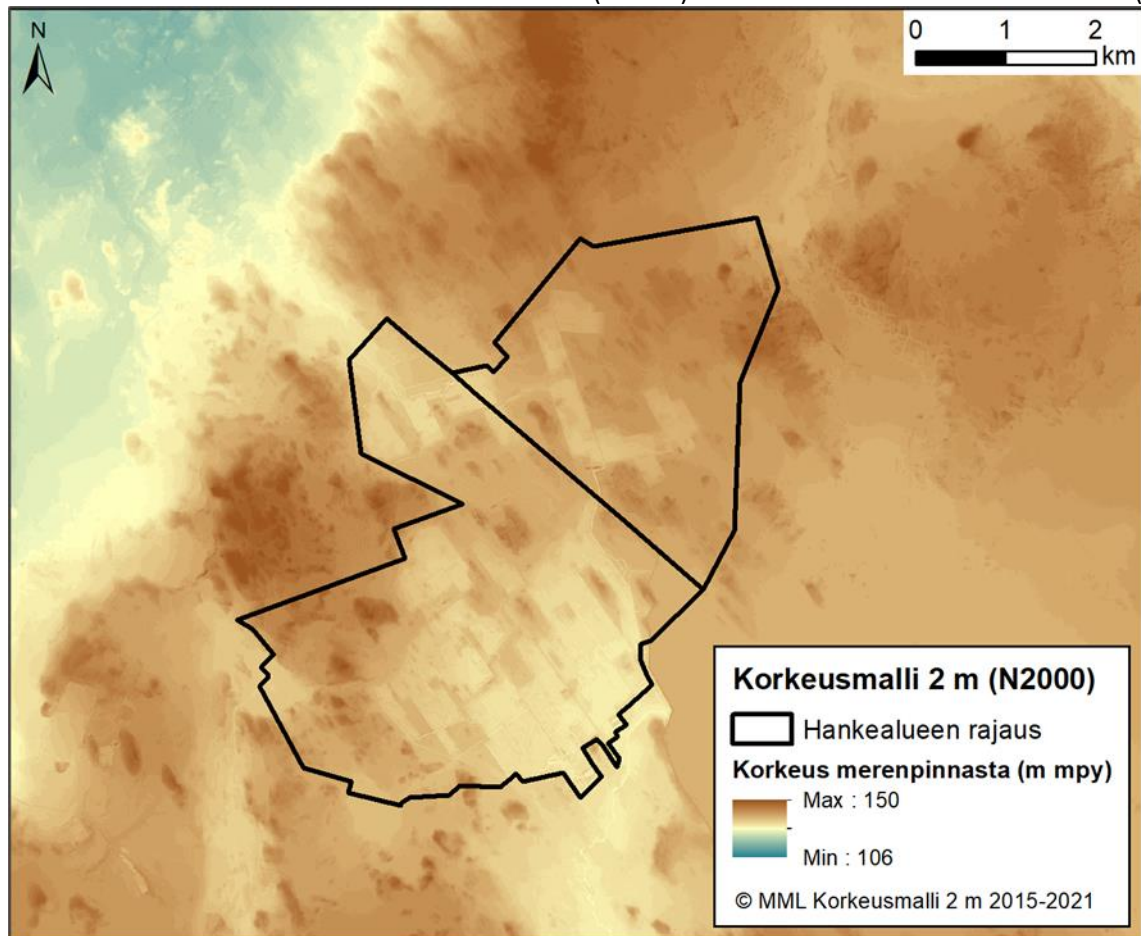 N
0 1 2
km
Korkeusmalli 2 m (N2000)
Hankealueen rajaus
Korkeus merenpinnasta (m mpy)
Max : 150
Min : 106
© MML Korkeusmalli 2 m 2015-2021